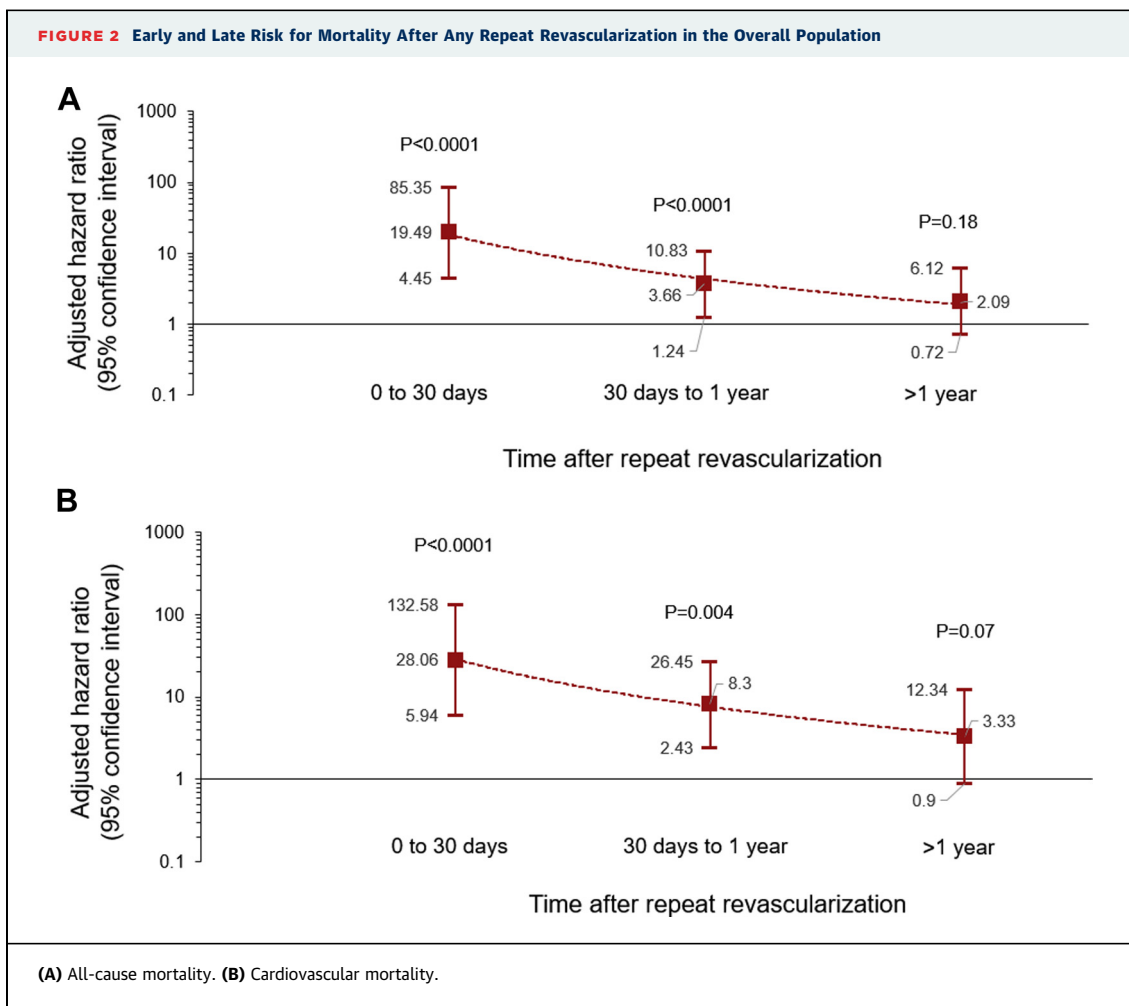 FIGURE 2 Early and Late Risk for Mortality After Any Repeat Revascularization in the Overall Population
A
Adjusted hazard ratio
(95% confidence interval)
1000
100
10
1
0.1
P<0.0001
85.35
19.49
4.45
P<0.0001
10.83
3.66
1.24
P=0.18
6.12
2.09
0.72
0 to 30 days
30 days to 1 year
>1 year
Time after repeat revascularization
B
Adjusted hazard ratio
(95% confidence interval)
1000
100
10
1
0.1
P<0.0001
132.58
28.06
5.94
P=0.004
26.45
8.3
2.43
P=0.07
12.34
3.33
0.9
0 to 30 days
30 days to 1 year
>1 year
Time after repeat revascularization
(A) All-cause mortality. (B) Cardiovascular mortality.